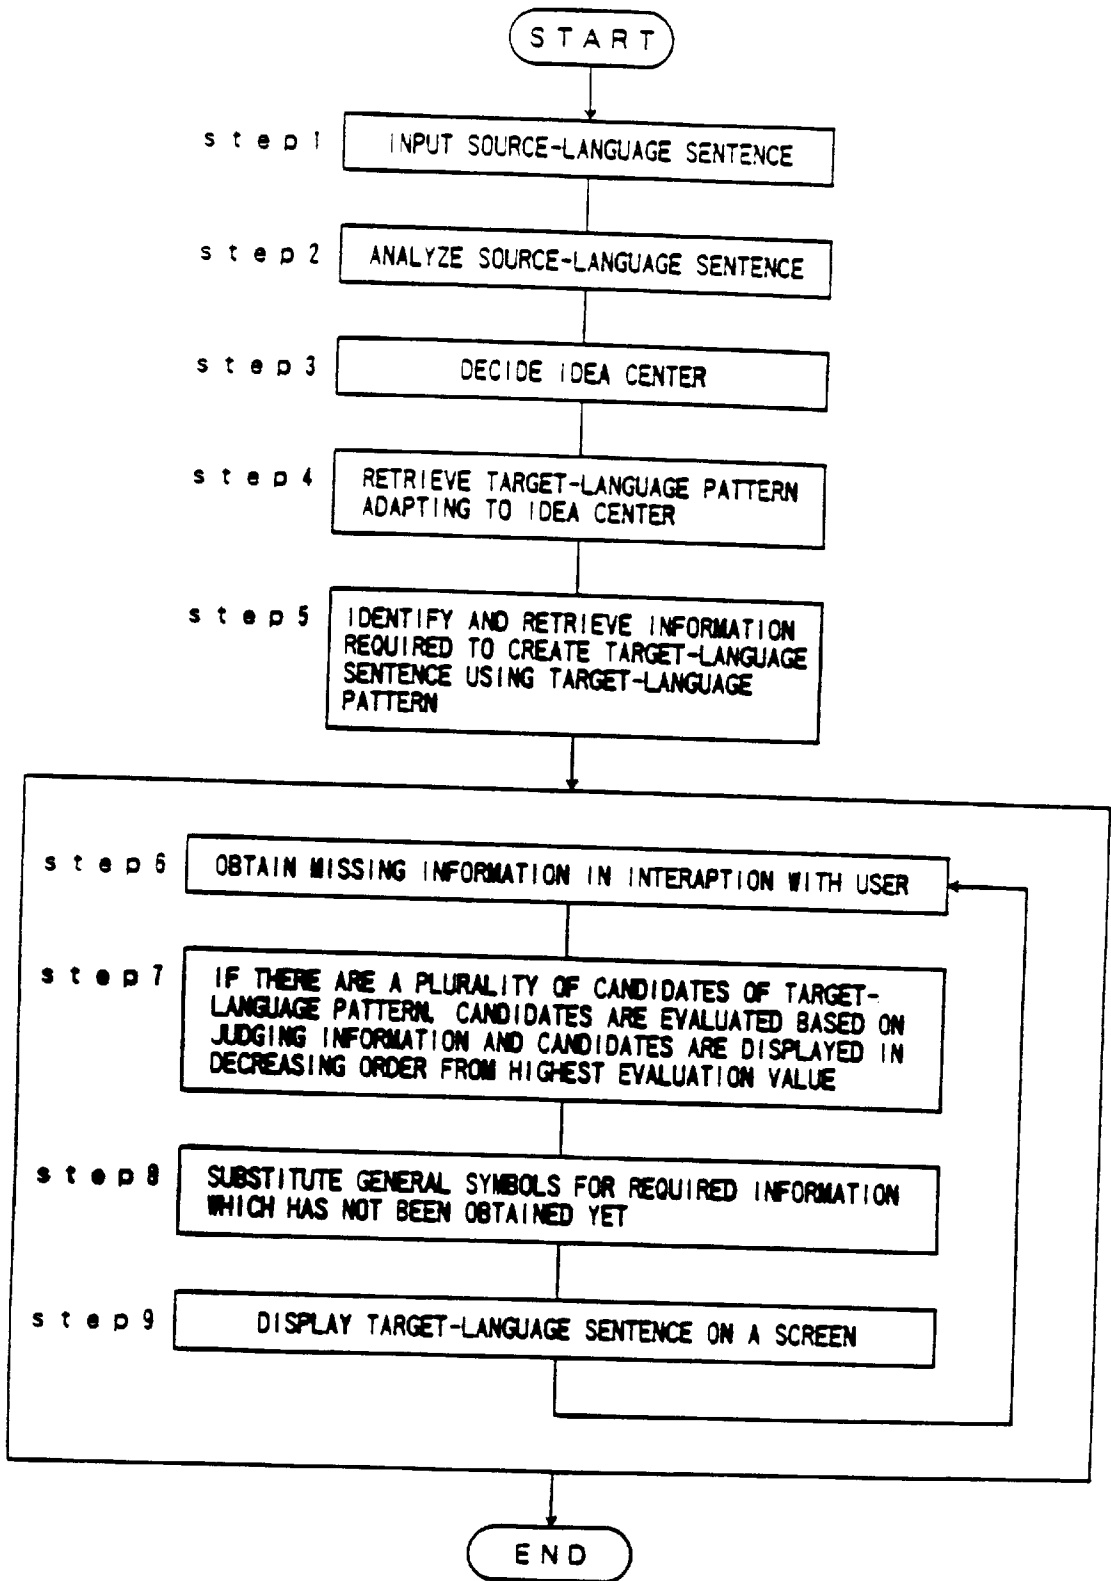 START
step1
INPUT SOURCE-LANGUAGE SENTENCE
step2
ANALYZE SOURCE-LANGUAGE SENTENCE
step3
DECIDE IDEA CENTER
step4
RETRIEVE TARGET-LANGUAGE PATTERN
ADAPTING TO IDEA CENTER
step5
IDENTIFY AND RETRIEVE INFORMATION
REQUIRED TO CREATE TARGET-LANGUAGE
SENTENCE USING TARGET-LANGUAGE
PATTERN
step6
OBTAIN MISSING INFORMATION IN INTERAPTION WITH USER
step7
IF THERE ARE A PLURALITY OF CANDIDATES OF TARGET-
LANGUAGE PATTERN, CANDIDATES ARE EVALUATED BASED ON
JUDGING INFORMATION AND CANDIDATES ARE DISPLAYED IN
DECREASING ORDER FROM HIGHEST EVALUATION VALUE
step8
SUBSTITUTE GENERAL SYMBOLS FOR REQUIRED INFORMATION
WHICH HAS NOT BEEN OBTAINED YET
step9
DISPLAY TARGET-LANGUAGE SENTENCE ON A SCREEN
END